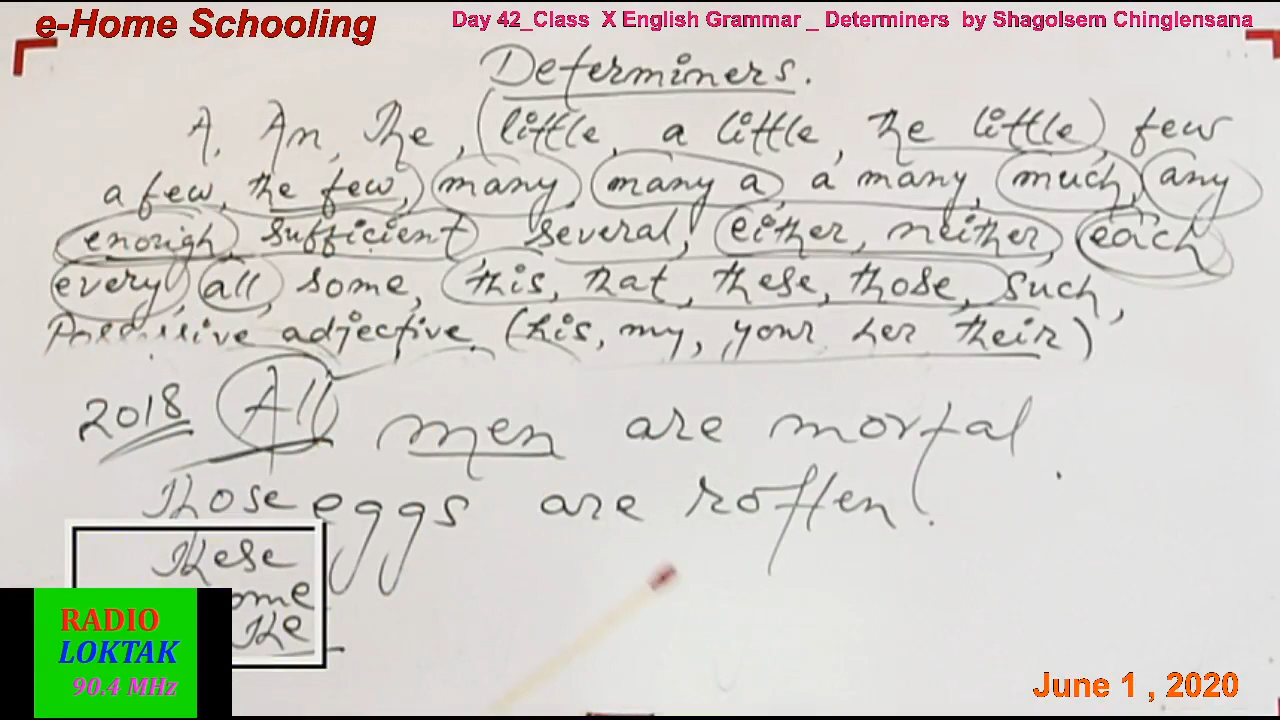 e-Home Schooling
Day 42_Class X English Grammar _ Determiners by Shagolsem Chinglensana
Determiners.
A, An, The, (little, a little, the little) few
a few, the few,) many, many a, a many, much, any
enough, sufficient, several, either, neither, each
every, all, some, this, that, these, those, such,
Possessive adjective (his, my, your her their)
2018 All men are mortal.
Those eggs are rotten.
These
ome
The
RADIO
LOKTAK
90.4 MHz
June 1 , 2020